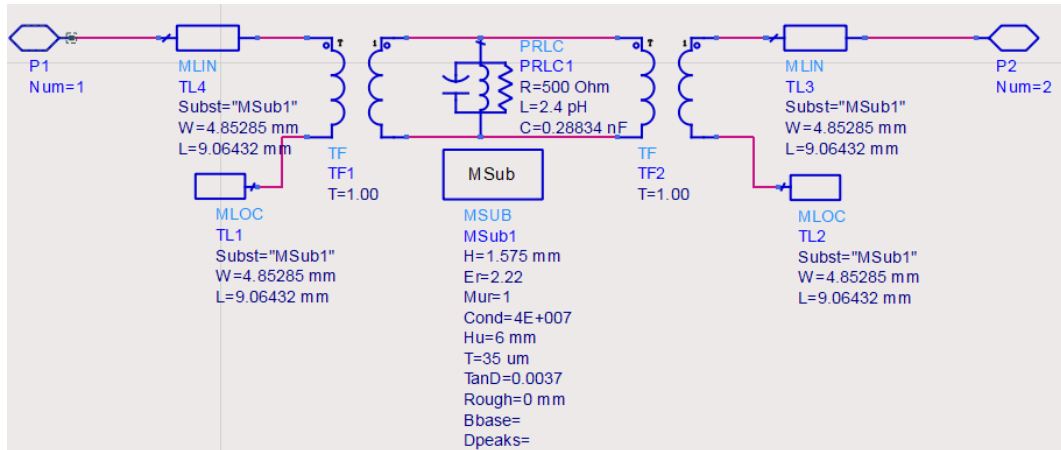 P1
Num=1
MLIN
TL4
Subst="MSub1"
W=4.85285 mm
L=9.06432 mm
T
1
TF
TF1
T=1.00
MLOC
TL1
Subst="MSub1"
W=4.85285 mm
L=9.06432 mm
PRLC
PRLC1
R=500 Ohm
L=2.4 pH
C=0.28834 nF
MSub
MSUB
MSub1
H=1.575 mm
Er=2.22
Mur=1
Cond=4E+007
Hu=6 mm
T=35 um
TanD=0.0037
Rough=0 mm
Bbase=
Dpeaks=
T
1
TF
TF2
T=1.00
MLIN
TL3
Subst="MSub1"
W=4.85285 mm
L=9.06432 mm
P2
Num=2
MLOC
TL2
Subst="MSub1"
W=4.85285 mm
L=9.06432 mm